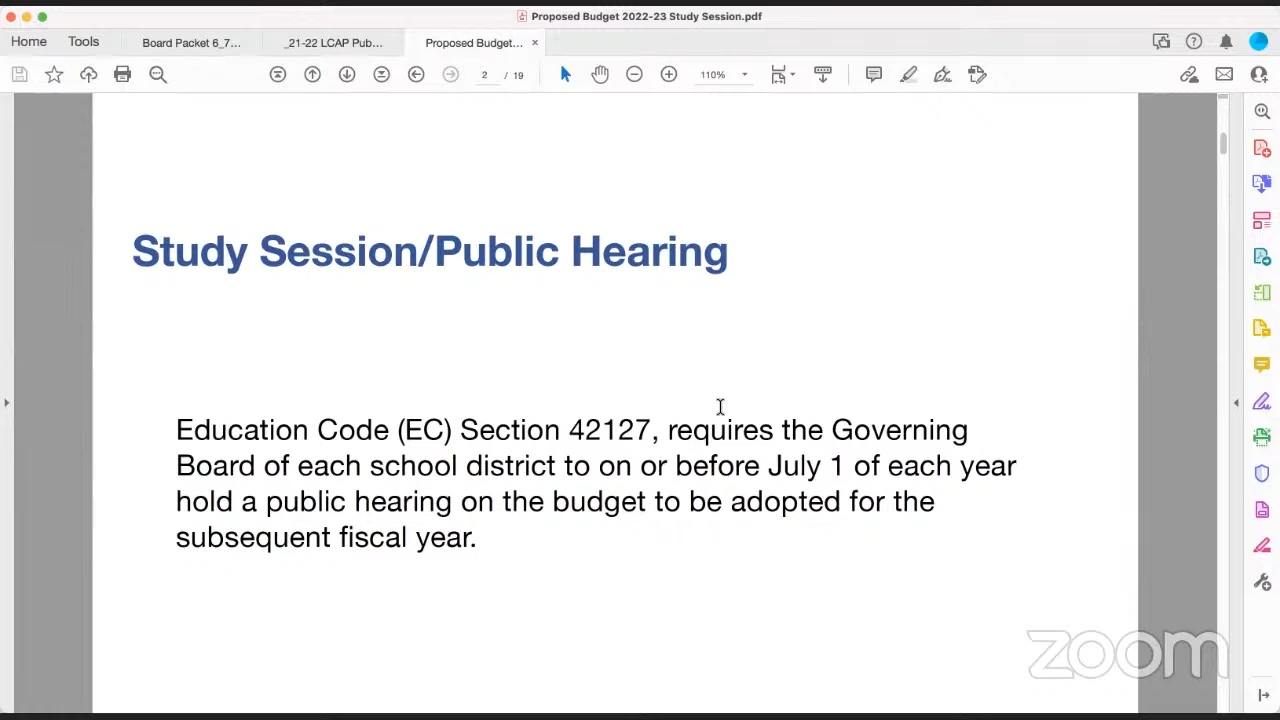 Proposed Budget 2022-23 Study Session.pdf
Home Tools Board Packet 6_7... _21-22 LCAP Pub... Proposed Budget... ×
2 / 19 110%
Study Session/Public Hearing
Education Code (EC) Section 42127, requires the Governing
Board of each school district to on or before July 1 of each year
hold a public hearing on the budget to be adopted for the
subsequent fiscal year.
zoom